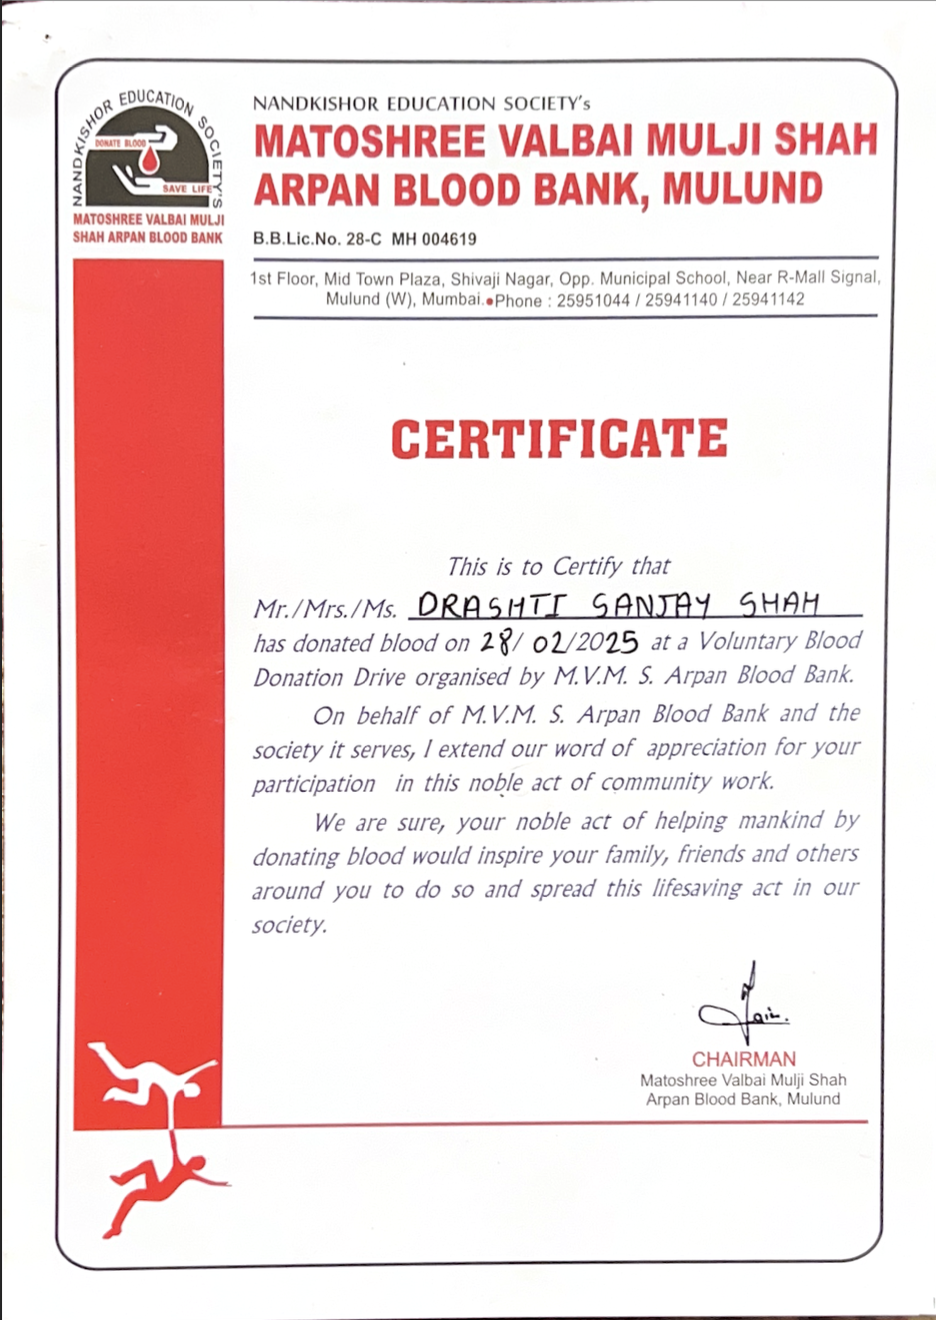 NANDKISHOR EDUCATION SOCIETY'S
DONATE BLOOD
SAVE LIFE
MATOSHREE VALBAI MULJI
SHAH ARPAN BLOOD BANK
NANDKISHOR EDUCATION SOCIETY's
MATOSHREE VALBAI MULJI SHAH
ARPAN BLOOD BANK, MULUND
B.B.Lic.No. 28-C MH 004619
1st Floor, Mid Town Plaza, Shivaji Nagar, Opp. Municipal School, Near R-Mall Signal,
Mulund (W), Mumbai.•Phone : 25951044 / 25941140 / 25941142
CERTIFICATE
This is to Certify that
Mr./Mrs./Ms. DRASHTI SANJAY SHAH
has donated blood on 28/ 02/2025 at a Voluntary Blood
Donation Drive organised by M.V.M. S. Arpan Blood Bank.
On behalf of M.V.M. S. Arpan Blood Bank and the
society it serves, I extend our word of appreciation for your
participation in this noble act of community work.
We are sure, your noble act of helping mankind by
donating blood would inspire your family, friends and others
around you to do so and spread this lifesaving act in our
society.
CHAIRMAN
Matoshree Valbai Mulji Shah
Arpan Blood Bank, Mulund